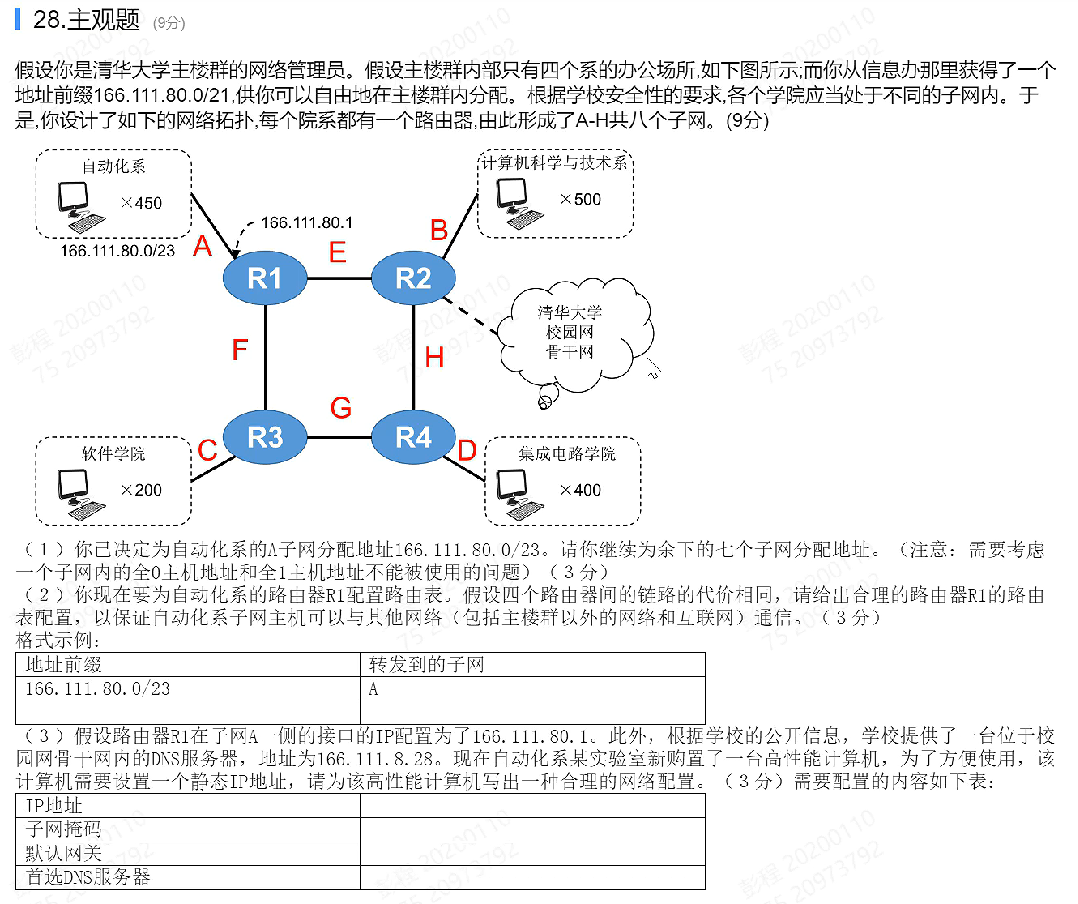 28.主观题 (9分)
假设你是清华大学主楼群的网络管理员。假设主楼群内部只有四个系的办公场所,如下图所示;而你从信息办那里获得了一个
地址前缀166.111.80.0/21,供你可以自由地在主楼群内分配。根据学校安全性的要求,各个学院应当处于不同的子网内。于
是,你设计了如下的网络拓扑,每个院系都有一个路由器,由此形成了A-H共八个子网。(9分)
自动化系
×450
166.111.80.0/23
A
166.111.80.1
计算机科学与技术系
×500
B
E
R1
R2
清华大学
校园网
骨干网
F
H
G
R3
R4
C
D
软件学院
×200
集成电路学院
×400
（1）你已决定为自动化系的A子网分配地址166.111.80.0/23。请你继续为余下的七个子网分配地址。（注意：需要考虑
一个子网内的全0主机地址和全1主机地址不能被使用的问题）（3分）
（2）你现在要为自动化系的路由器R1配置路由表。假设四个路由器间的链路的代价相同，请给出合理的路由器R1的路由
表配置，以保证自动化系子网主机可以与其他网络（包括主楼群以外的网络和互联网）通信。（3分）
格式示例:
地址前缀 转发到的子网
166.111.80.0/23 A
（3）假设路由器R1在子网A一侧的接口的IP配置为了166.111.80.1。此外，根据学校的公开信息，学校提供了一台位于校
园网骨干网内的DNS服务器，地址为166.111.8.28。现在自动化系某实验室新购置了一台高性能计算机，为了方便使用，该
计算机需要设置一个静态IP地址，请为该高性能计算机写出一种合理的网络配置。（3分）需要配置的内容如下表:
IP地址
子网掩码
默认网关
首选DNS服务器
彭程 20200110
75 20973792